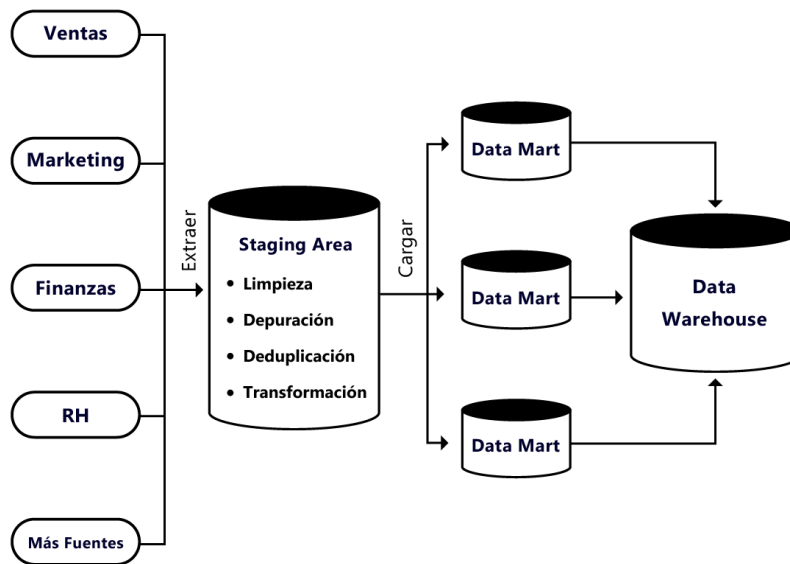 Ventas
Marketing
Finanzas
RH
Más Fuentes
Extraer
Staging Area
• Limpieza
• Depuración
• Deduplicación
• Transformación
Cargar
Data Mart
Data Mart
Data Mart
Data
Warehouse